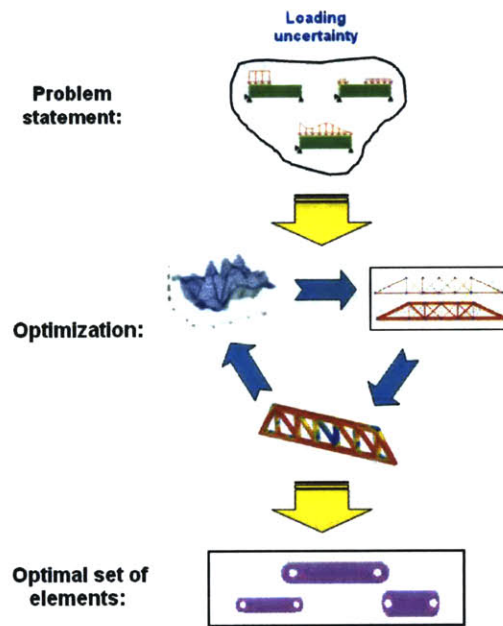 Loading
uncertainty
Problem
statement:
Optimization:
Optimal set of
elements: